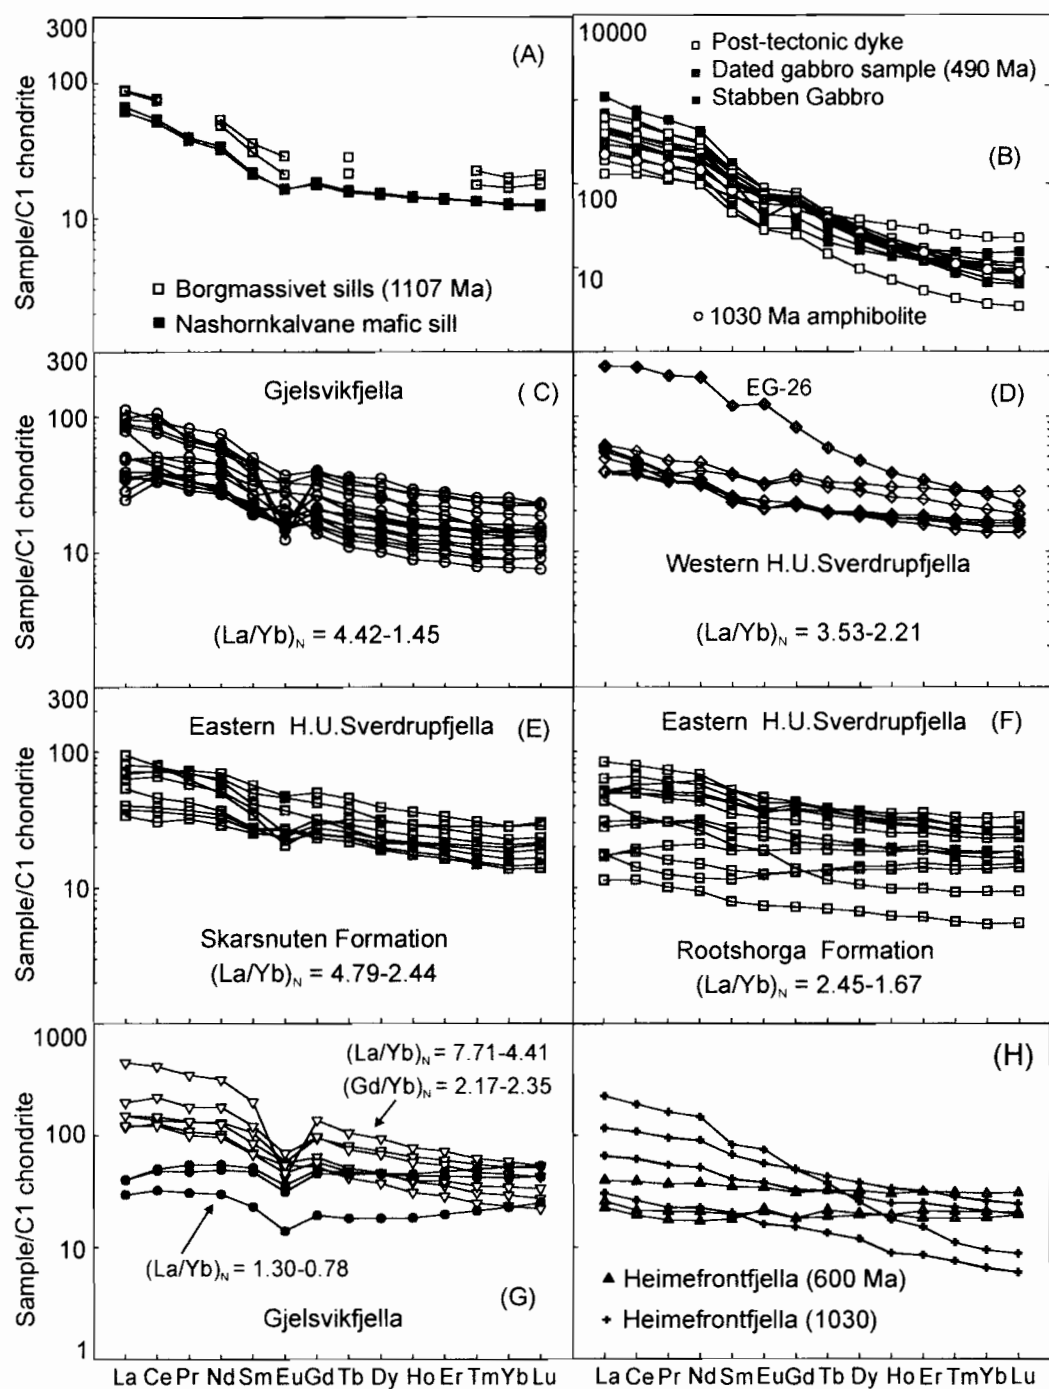 300
(A)
100
10
Sample/C1 chondrite
Borgmassivet sills (1107 Ma)
Nashornkalvane mafic sill
10000
Post-tectonic dyke
Dated gabbro sample (490 Ma)
Stabben Gabbro
(B)
100
10
1030 Ma amphibolite
300
Gjelsvikfjella
( C)
100
10
Sample/C1 chondrite
(La/Yb)N = 4.42-1.45
EG-26
(D)
Western H.U.Sverdrupfjella
(La/Yb)N = 3.53-2.21
300
Eastern H.U.Sverdrupfjella
(E)
100
10
Sample/C1 chondrite
Skarsnuten Formation
(La/Yb)N = 4.79-2.44
Eastern H.U.Sverdrupfjella
(F)
Rootshorga Formation
(La/Yb)N = 2.45-1.67
1000
(La/Yb)N = 7.71-4.41
(Gd/Yb)N = 2.17-2.35
100
10
1
Sample/C1 chondrite
(La/Yb)N = 1.30-0.78
(G)
Gjelsvikfjella
(H)
Heimefrontfjella (600 Ma)
Heimefrontfjella (1030)
La Ce Pr Nd Sm Eu Gd Tb Dy Ho Er Tm Yb Lu
La Ce Pr Nd Sm Eu Gd Tb Dy Ho Er Tm Yb Lu